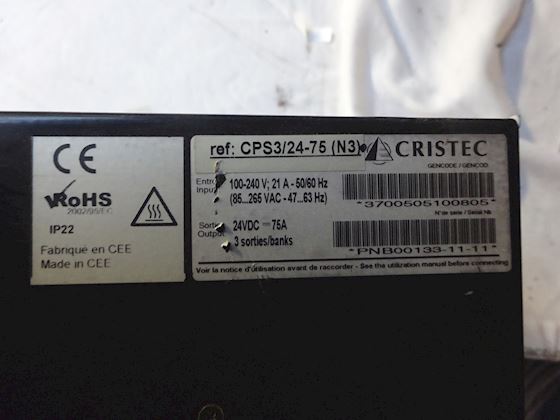 CE
RoHS
2002/95/EC
IP22
Fabrique en CEE
Made in CEE
ref: CPS3/24-75 (N3)
CRISTEC
GENCODE / GENCOD
Input
100-240 V; 21 A - 50/60 Hz
(85...265 VAC - 47...63 Hz)
*3700505100805*
N°de série / Serial Nb
Output
24VDC ⎓ 75A
3 sorties/banks
*PNB00133-11-11*
Voir la notice d'utilisation avant de raccorder - See the utilization manual before connecting